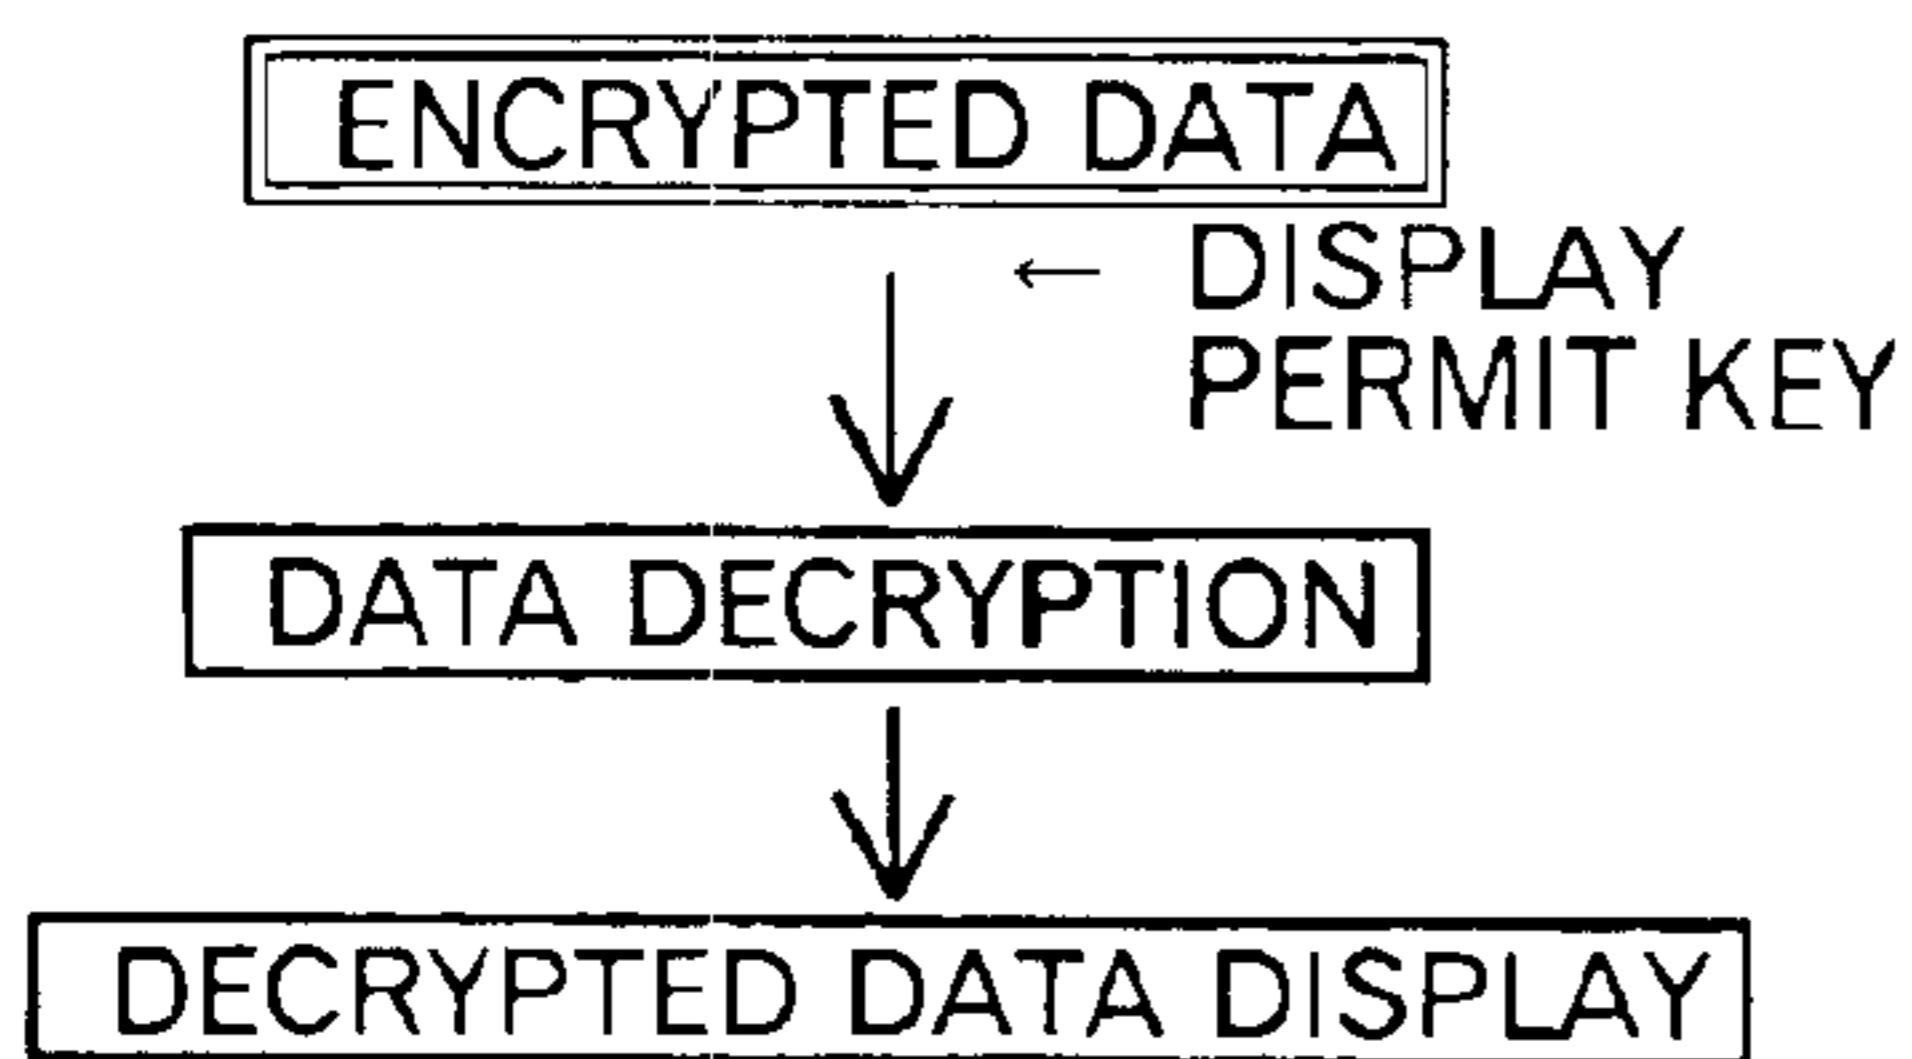 ENCRYPTED DATA
← DISPLAY
PERMIT KEY
DATA DECRYPTION
DECRYPTED DATA DISPLAY